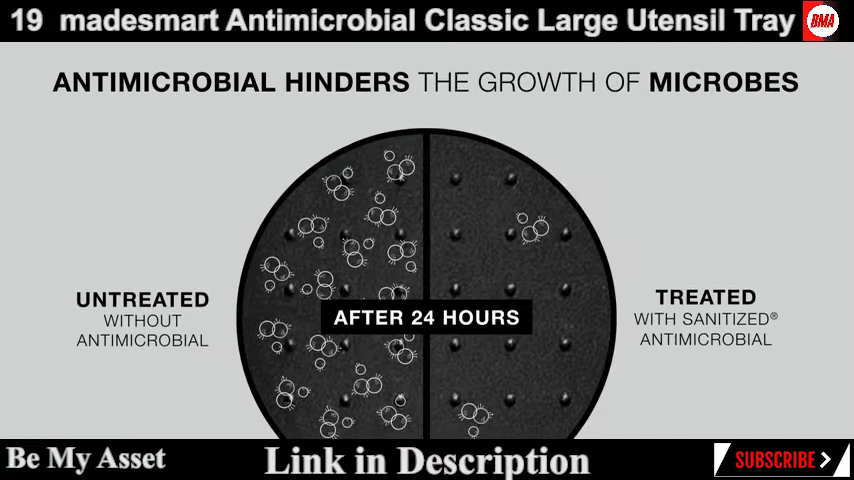 19 madesmart Antimicrobial Classic Large Utensil Tray
BMA
ANTIMICROBIAL HINDERS THE GROWTH OF MICROBES
UNTREATED
WITHOUT
ANTIMICROBIAL
AFTER 24 HOURS
TREATED
WITH SANITIZED®
ANTIMICROBIAL
Be My Asset
Link in Description
SUBSCRIBE